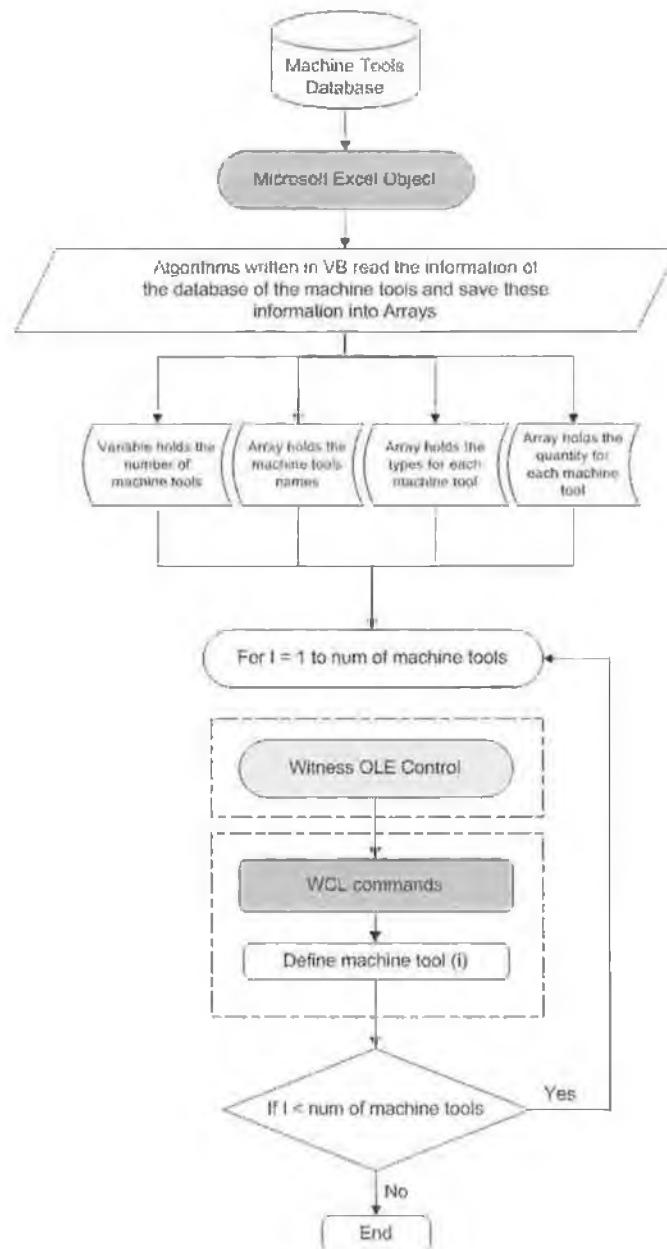 Machine Tools
Database
Microsoft Excel Object
Algorithms written in VB read the information of
the database of the machine tools and save these
information into Arrays
Variable holds the
number of
machine tools
Array holds the
machine tools
names
Array holds the
types for each
machine tool
Array holds the
quantity for
each machine
tool
For I = 1 to num of machine tools
Witness OLE Control
WCL commands
Define machine tool (i)
If I < num of machine tools
Yes
No
End